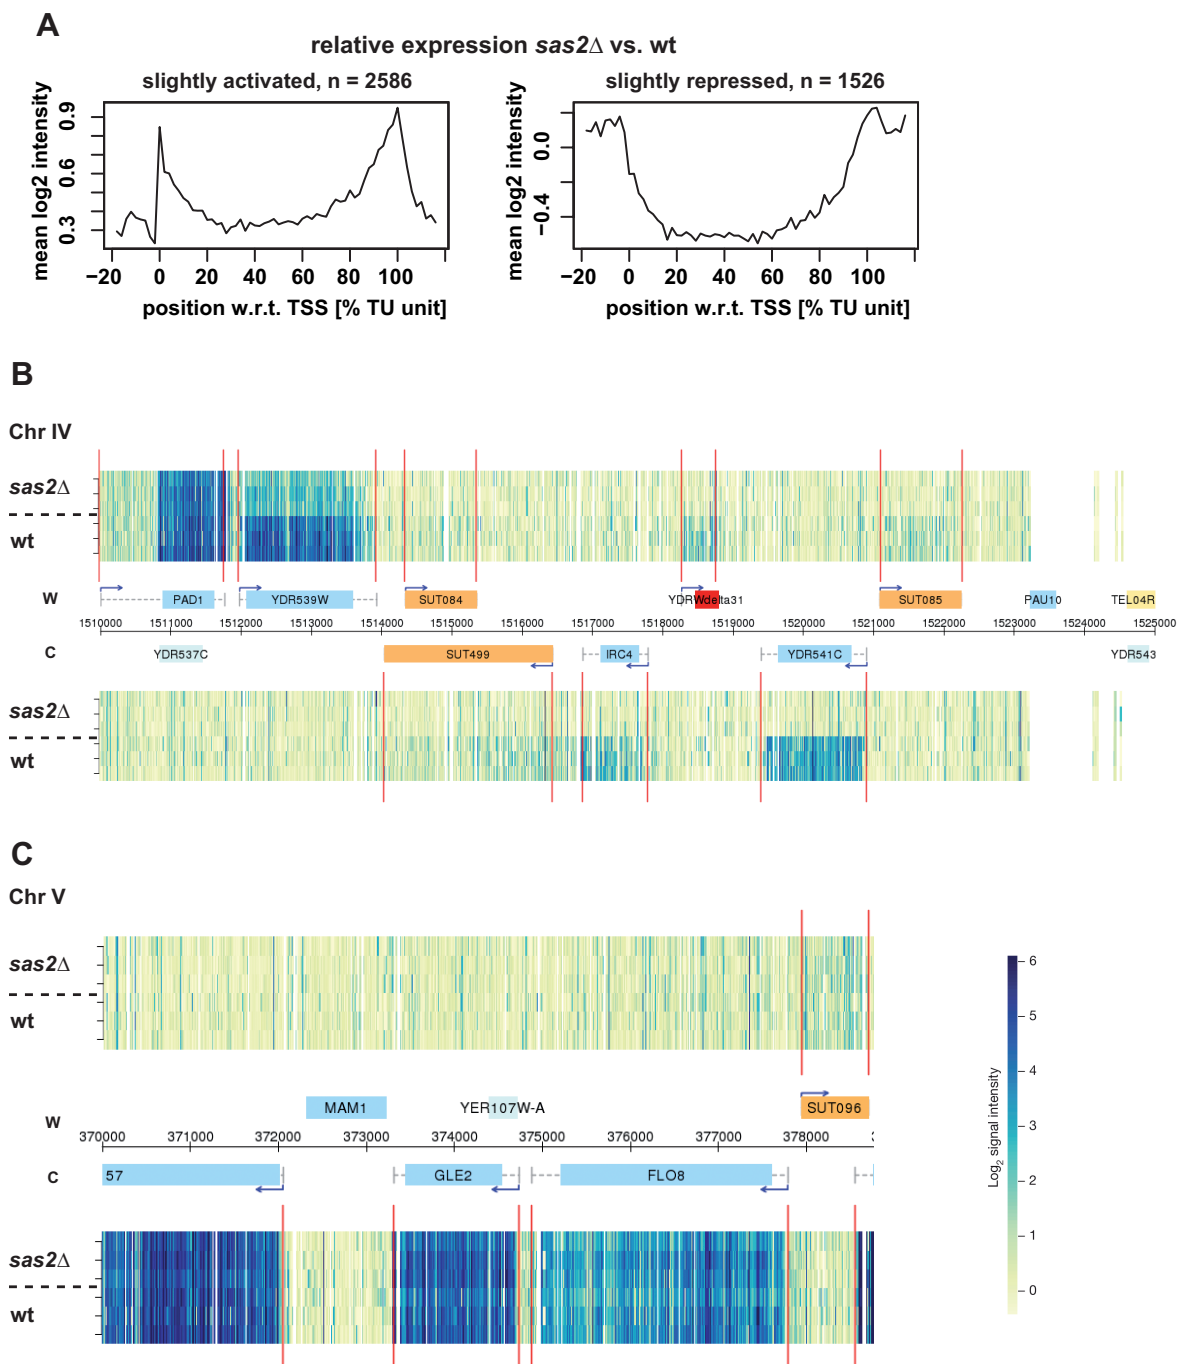 A
relative expression sas2Δ vs. wt
slightly activated, n = 2586
slightly repressed, n = 1526
mean log2 intensity
0.9
0.6
0.3
−20 0 20 40 60 80 100
position w.r.t. TSS [% TU unit]
mean log2 intensity
0.0
−0.4
−20 0 20 40 60 80 100
position w.r.t. TSS [% TU unit]
B
Chr IV
sas2Δ
wt
W
PAD1 YDR539W SUT084 YDRWdelta31 SUT085 PAU10 TEL04R
1510000 1511000 1512000 1513000 1514000 1515000 1516000 1517000 1518000 1519000 1520000 1521000 1522000 1523000 1524000 1525000
C
YDR537C SUT499 IRC4 YDR541C YDR543
sas2Δ
wt
C
Chr V
sas2Δ
wt
W
MAM1 YER107W-A SUT096
370000 371000 372000 373000 374000 375000 376000 377000 378000
C
57 GLE2 FLO8
sas2Δ
wt
Log2 signal intensity
6
5
4
3
2
1
0